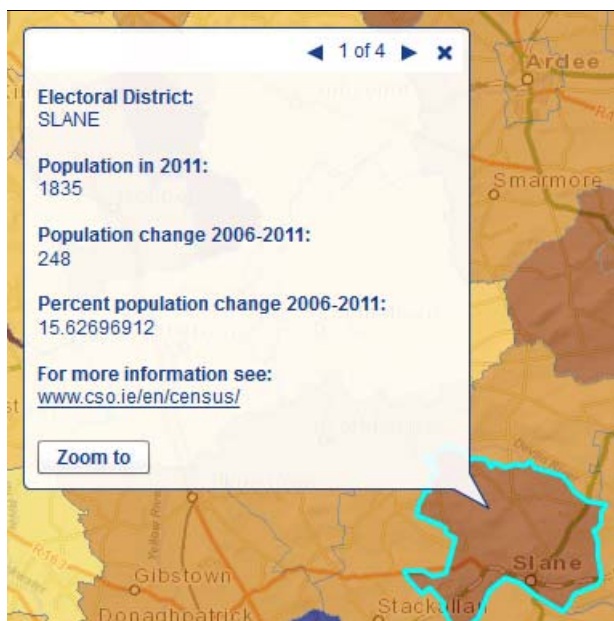 1 of 4
Ardee
Electoral District:
SLANE
Population in 2011:
1835
Smarmore
Population change 2006-2011:
248
Percent population change 2006-2011:
15.62696912
For more information see:
www.cso.ie/en/census/
Zoom to
Slane
Gibstown
Donaghpatrick
Stackallan